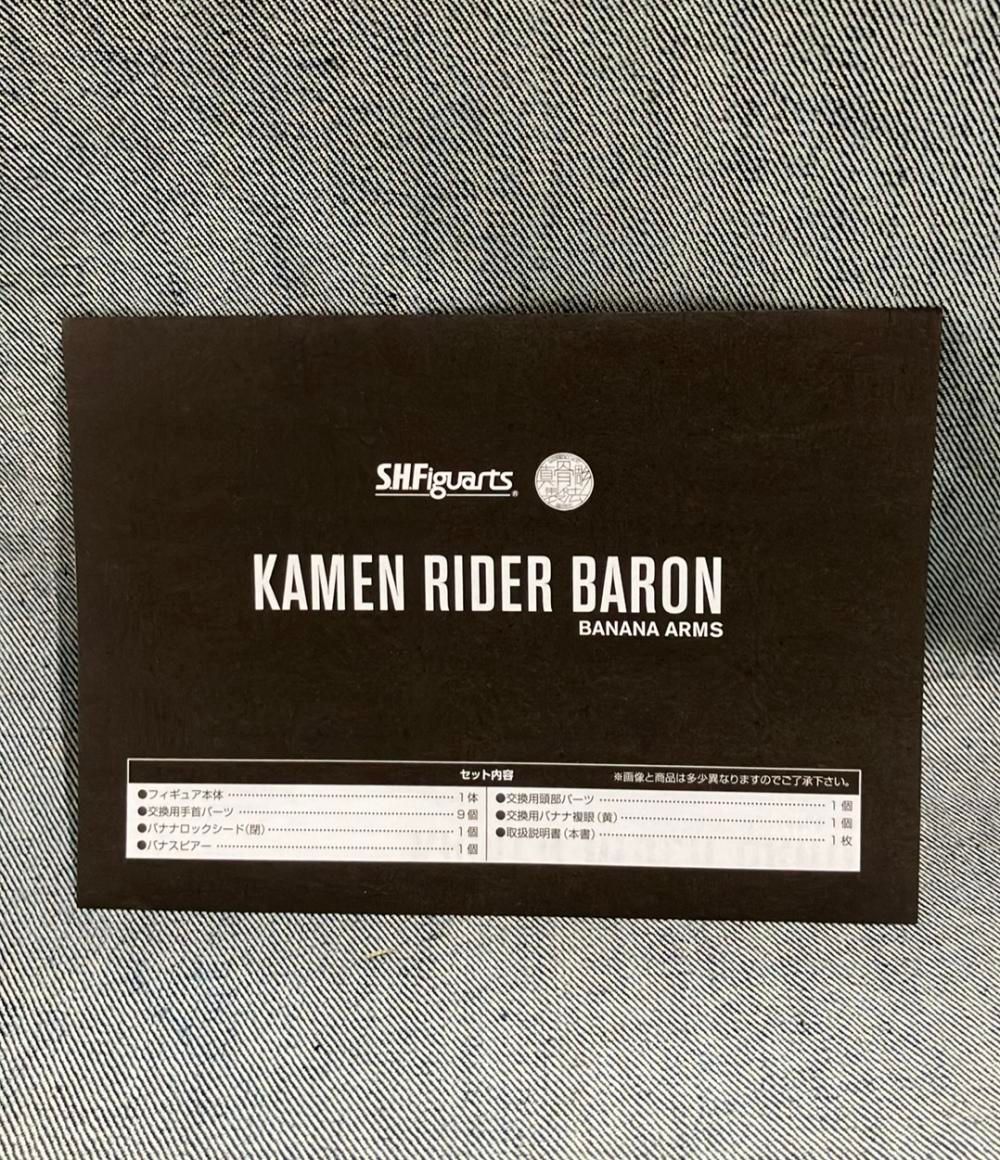 S.H.Figuarts®
真骨彫
製法
KAMEN RIDER BARON
BANANA ARMS
セット内容 ※画像と商品は多少異なりますのでご了承下さい。
●フィギュア本体 1体
●交換用手首パーツ 9個
●バナナロックシード(閉) 1個
●バナスピアー 1個
●交換用頭部パーツ 1個
●交換用バナナ複眼(黄) 1個
●取扱説明書(本書) 1枚